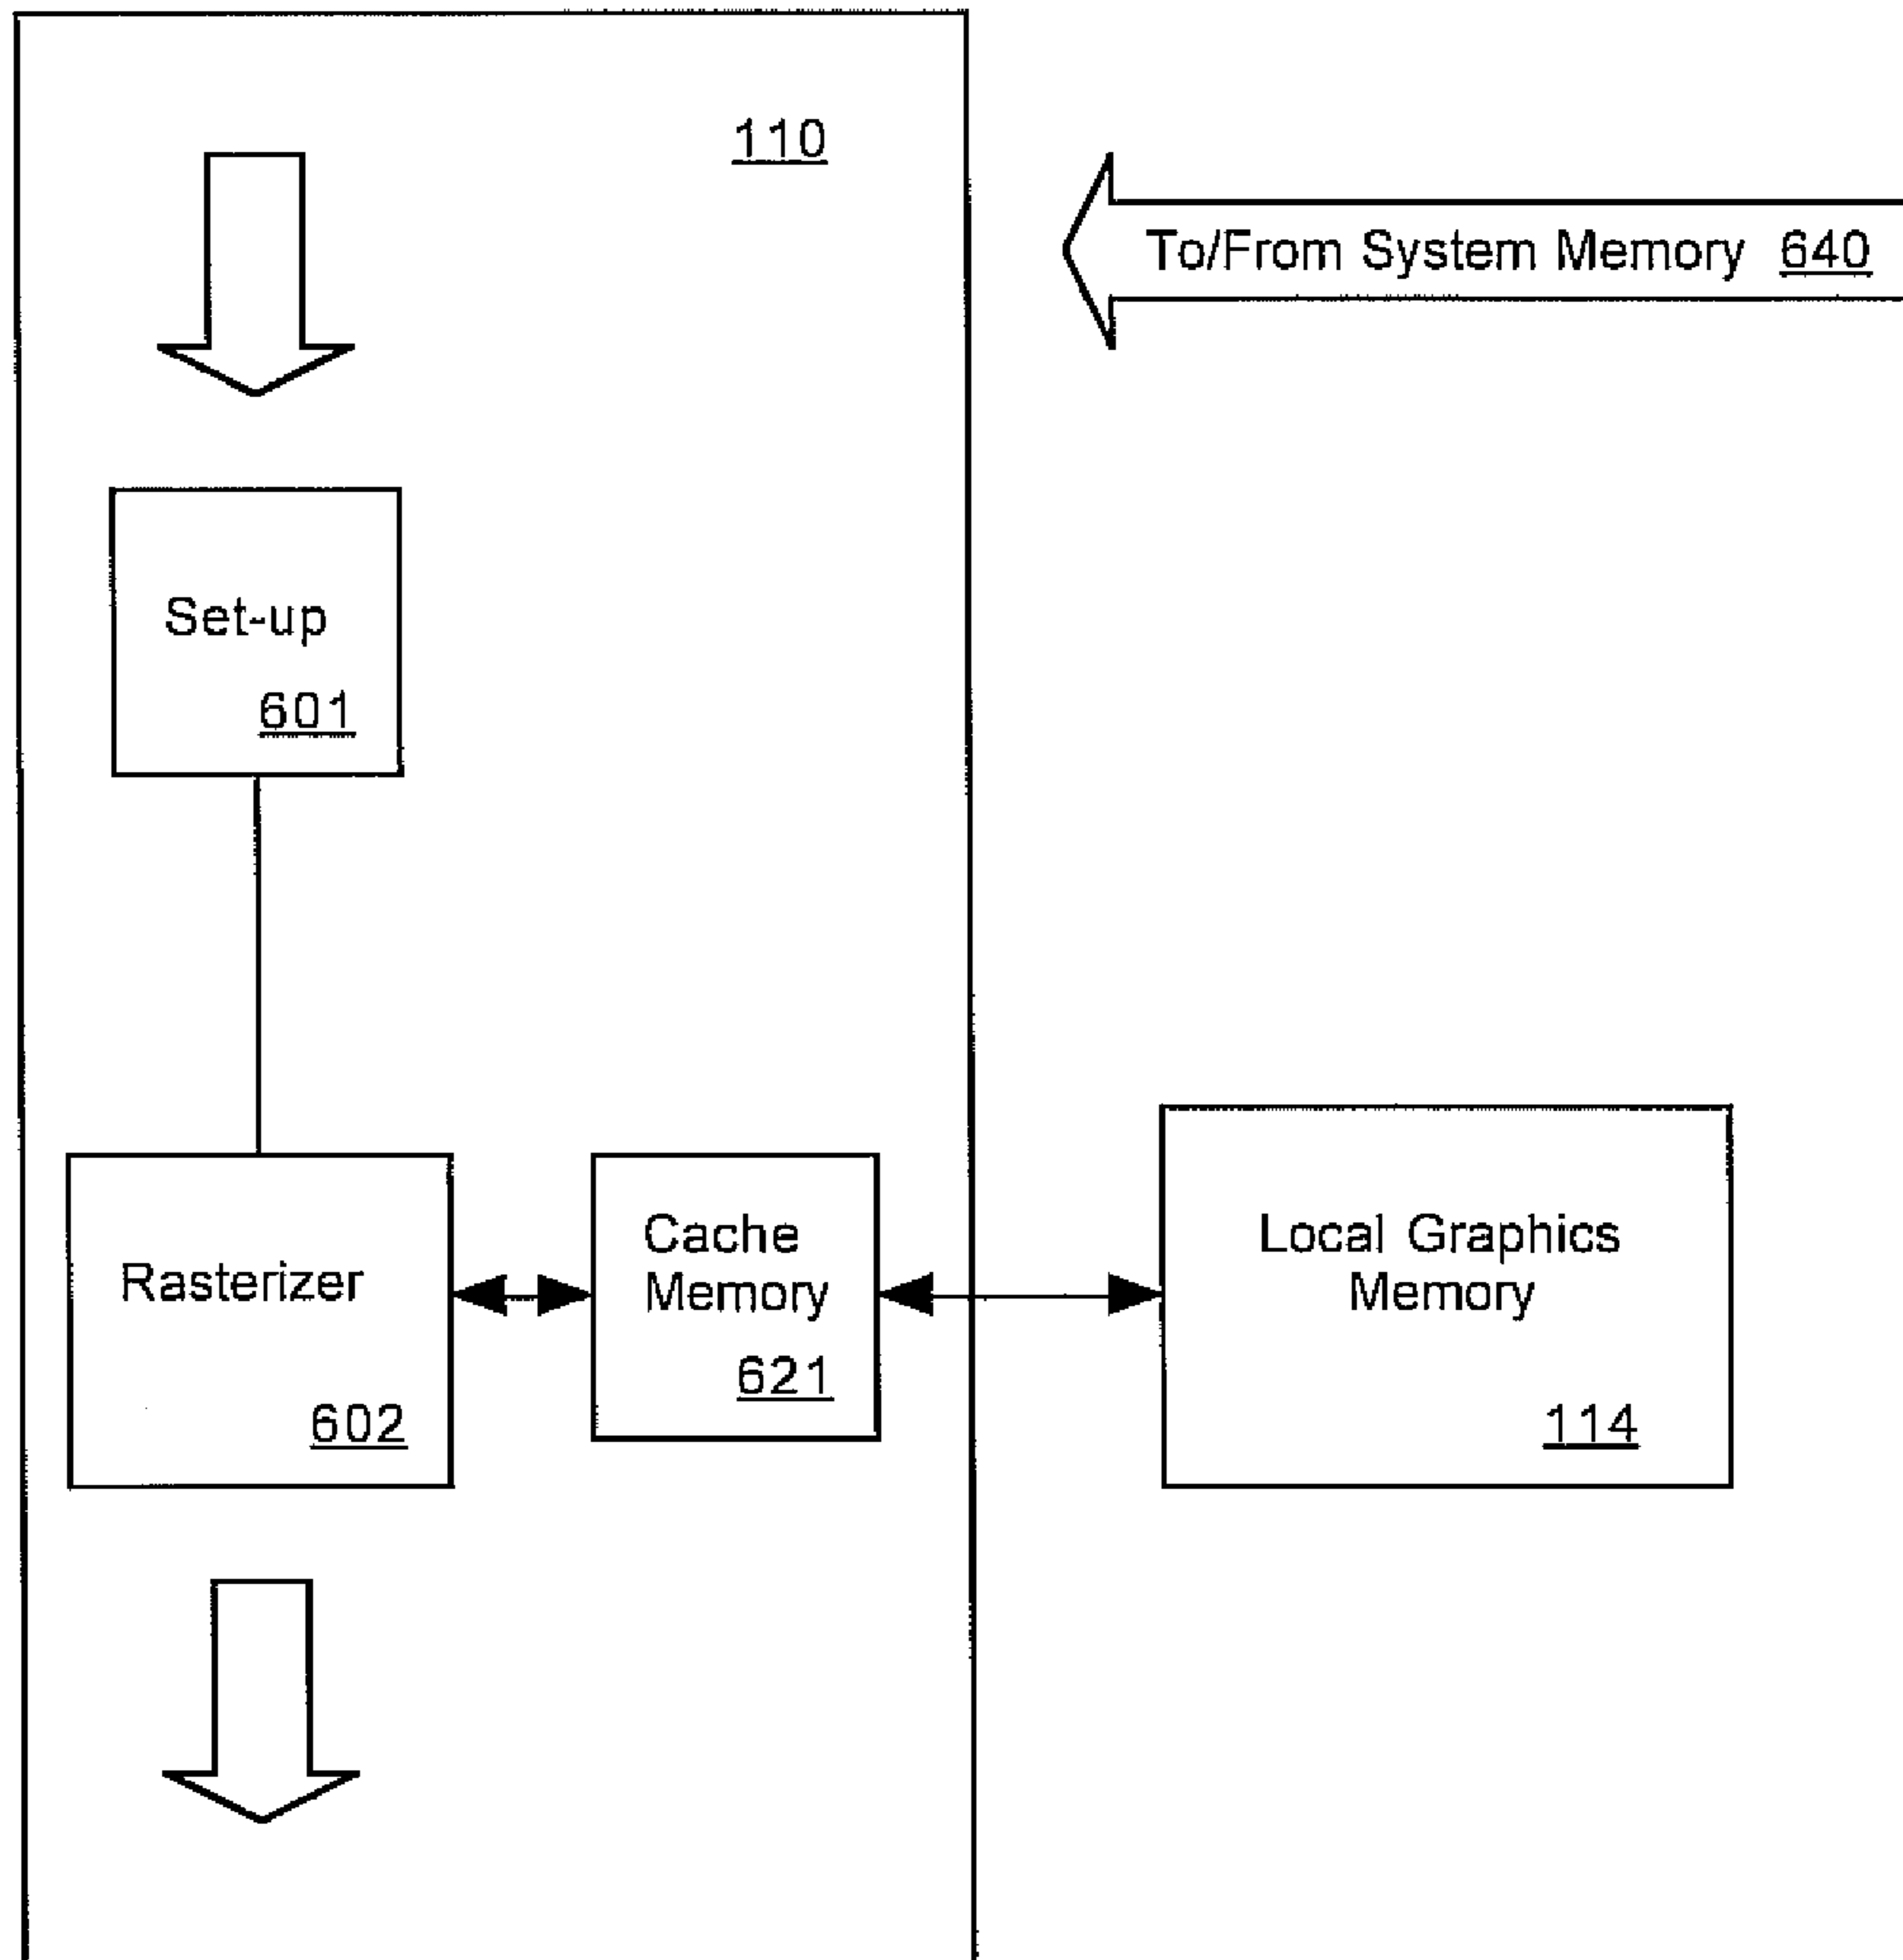 110
To/From System Memory 640
Set-up
601
Rasterizer
602
Cache
Memory
621
Local Graphics
Memory
114